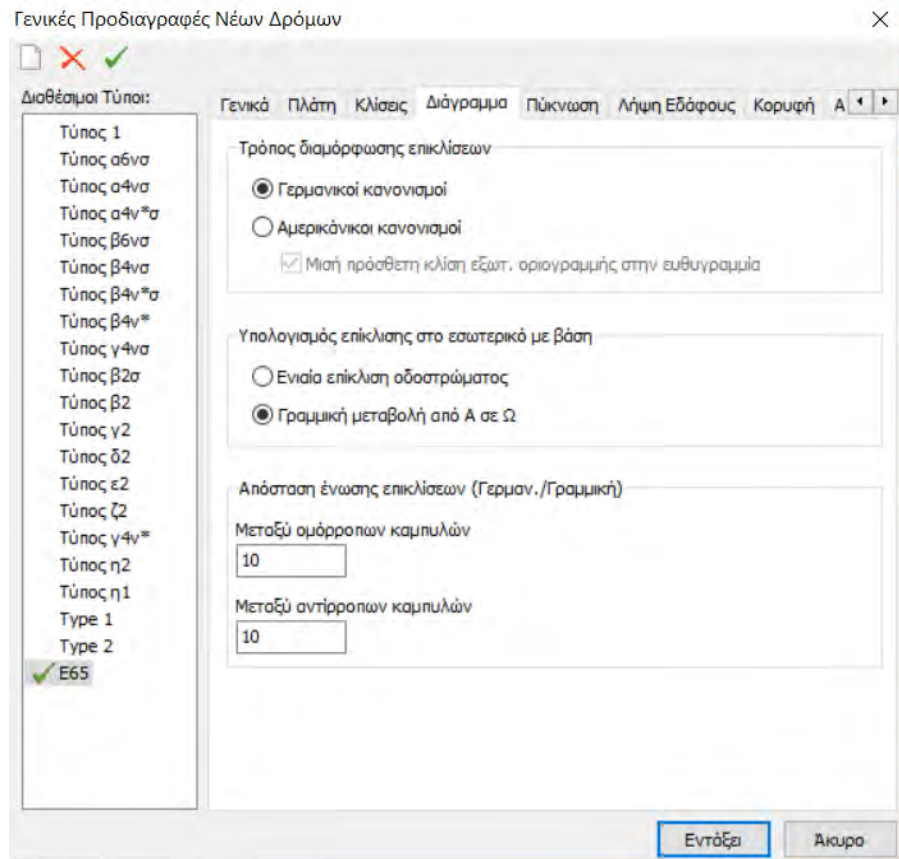 Γενικές Προδιαγραφές Νέων Δρόμων
Διαθέσιμοι Τύποι:
Τύπος 1
Τύπος α6νσ
Τύπος α4νσ
Τύπος α4ν*σ
Τύπος β6νσ
Τύπος β4νσ
Τύπος β4ν*σ
Τύπος β4ν*
Τύπος γ4νσ
Τύπος β2σ
Τύπος β2
Τύπος γ2
Τύπος δ2
Τύπος ε2
Τύπος ζ2
Τύπος γ4ν*
Τύπος η2
Τύπος η1
Type 1
Type 2
E65
Γενικά Πλάτη Κλίσεις Διάγραμμα Πύκνωση Λήψη Εδάφους Κορυφή Α
Τρόπος διαμόρφωσης επικλίσεων
Γερμανικοί κανονισμοί
Αμερικάνικοι κανονισμοί
Μισή πρόσθετη κλίση εξωτ. οριογραμμής στην ευθυγραμμία
Υπολογισμός επίκλισης στο εσωτερικό με βάση
Ενιαία επίκλιση οδοστρώματος
Γραμμική μεταβολή από Α σε Ω
Απόσταση ένωσης επικλίσεων (Γερμαν./Γραμμική)
Μεταξύ ομόρροπων καμπυλών
10
Μεταξύ αντίρροπων καμπυλών
10
Εντάξει Άκυρο